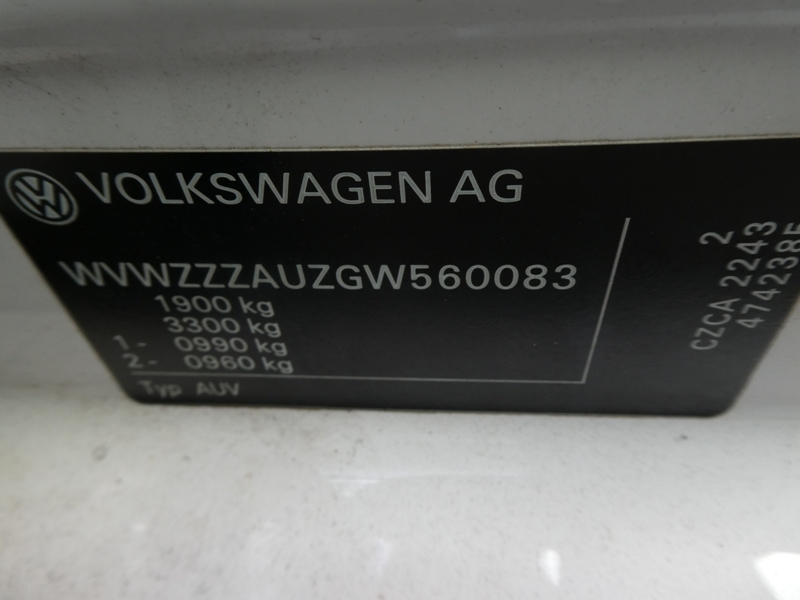 VOLKSWAGEN AG
WVWZZZAUZGW560083
1900 kg
3300 kg
1- 0990 kg
2- 0960 kg
Typ AUV
2
CZCA 2243
474238